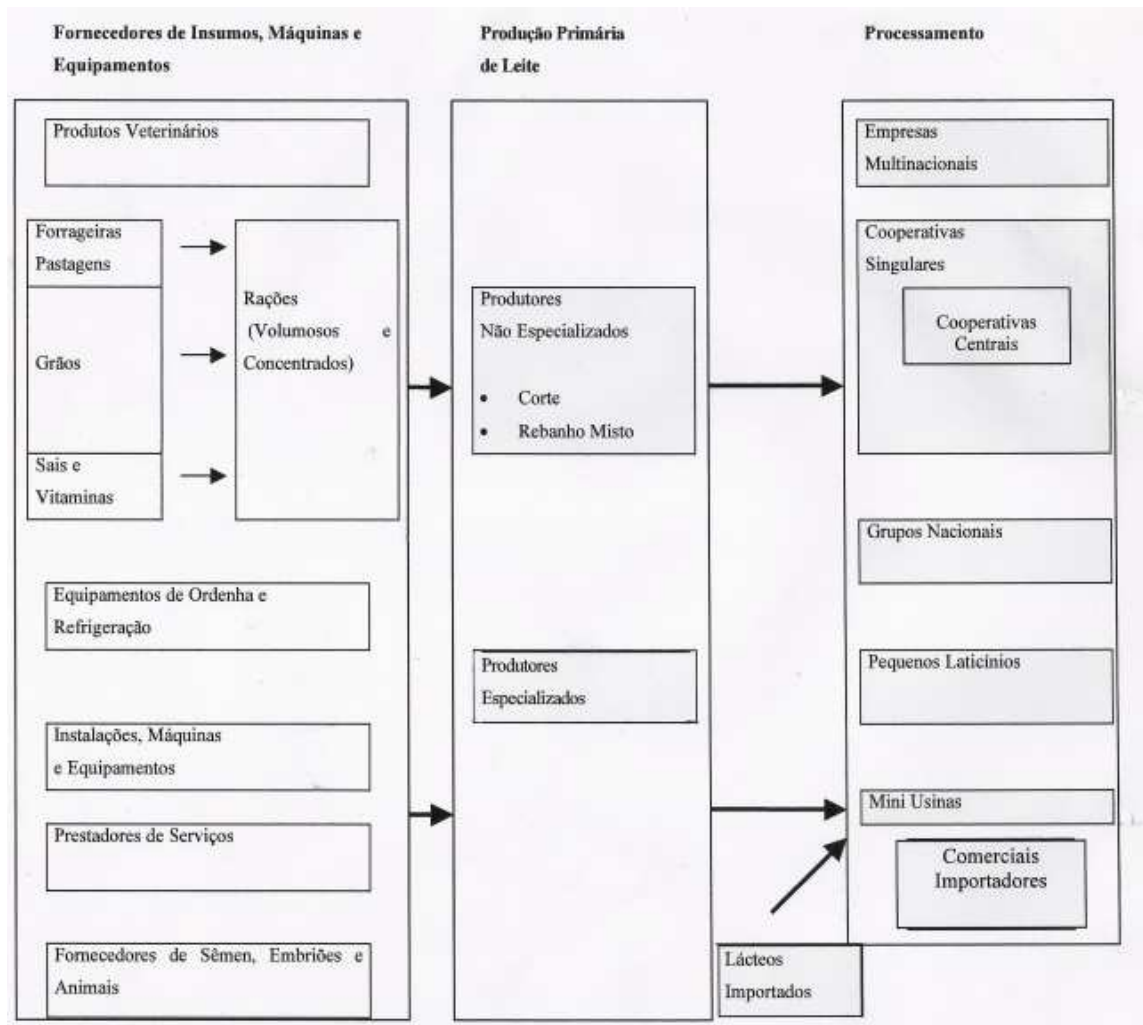 Fornecedores de Insumos, Máquinas e
Equipamentos
Produtos Veterinários
Forrageiras
Pastagens
Grãos
Sais e
Vitaminas
Rações
(Volumosos e
Concentrados)
Equipamentos de Ordenha e
Refrigeração
Instalações, Máquinas
e Equipamentos
Prestadores de Serviços
Fornecedores de Sêmen, Embriões e
Animais
Produção Primária
de Leite
Produtores
Não Especializados
• Corte
• Rebanho Misto
Produtores
Especializados
Lácteos
Importados
Processamento
Empresas
Multinacionais
Cooperativas
Singulares
Cooperativas
Centrais
Grupos Nacionais
Pequenos Laticínios
Mini Usinas
Comerciais
Importadores